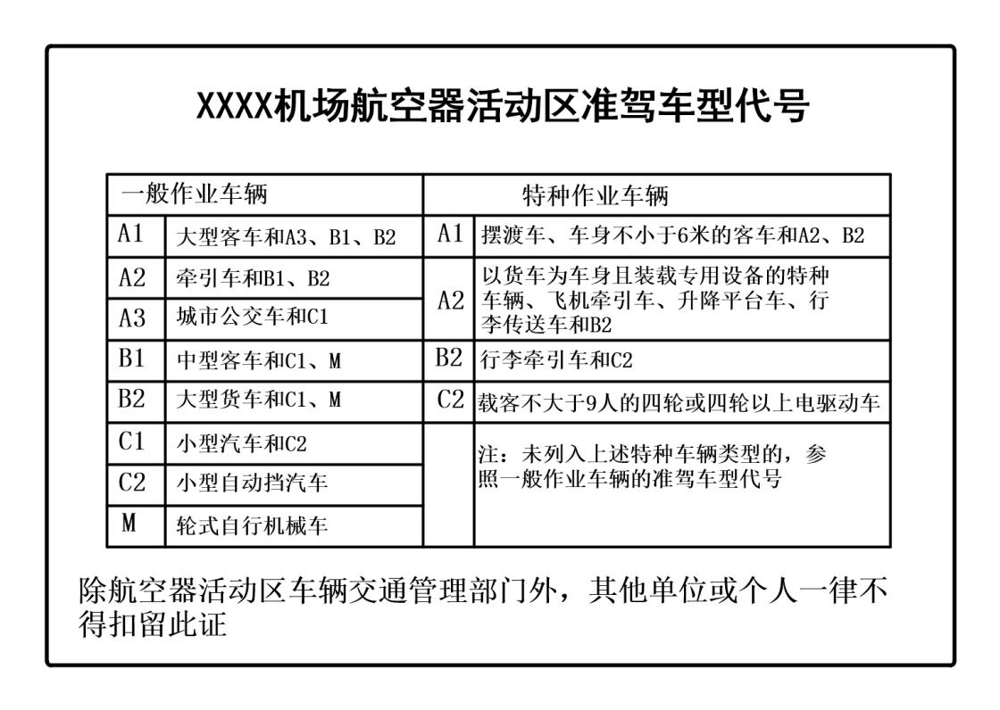 XXXX机场航空器活动区准驾车型代号
一般作业车辆 特种作业车辆
A1 大型客车和A3、B1、B2 A1 摆渡车、车身不小于6米的客车和A2、B2
A2 牵引车和B1、B2
A3 城市公交车和C1
A2 以货车为车身且装载专用设备的特种
车辆、飞机牵引车、升降平台车、行
李传送车和B2
B1 中型客车和C1、M B2 行李牵引车和C2
B2 大型货车和C1、M C2 载客不大于9人的四轮或四轮以上电驱动车
C1 小型汽车和C2
C2 小型自动挡汽车
M 轮式自行机械车
注：未列入上述特种车辆类型的，参
照一般作业车辆的准驾车型代号
除航空器活动区车辆交通管理部门外，其他单位或个人一律不
得扣留此证